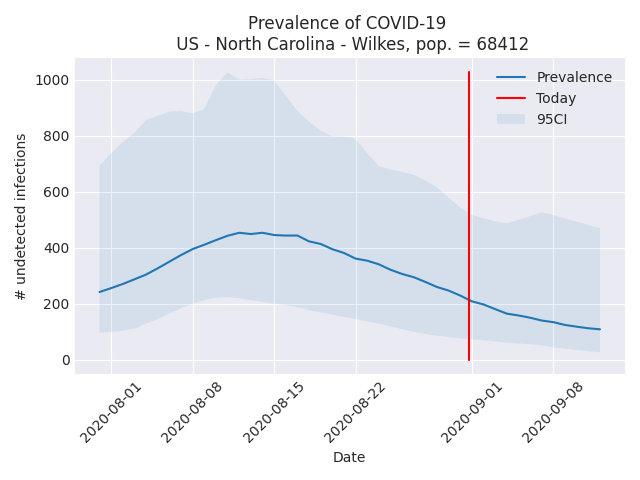 Prevalence of COVID-19
US - North Carolina - Wilkes, pop. = 68412
Prevalence
Today
95CI
# undetected infections
1000
800
600
400
200
0
2020-08-01
2020-08-08
2020-08-15
2020-08-22
2020-09-01
2020-09-08
Date